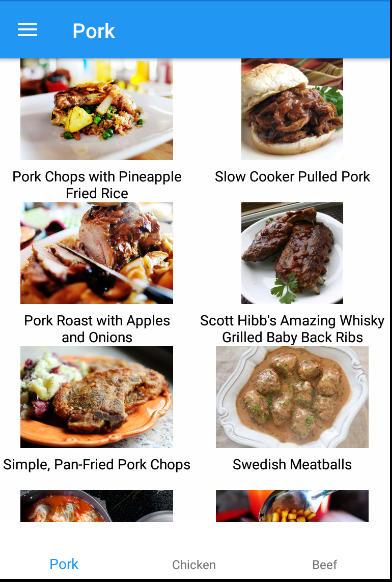 Pork
Pork Chops with Pineapple
Fried Rice
Slow Cooker Pulled Pork
Pork Roast with Apples
and Onions
Scott Hibb's Amazing Whisky
Grilled Baby Back Ribs
Simple, Pan-Fried Pork Chops
Swedish Meatballs
Pork
Chicken
Beef